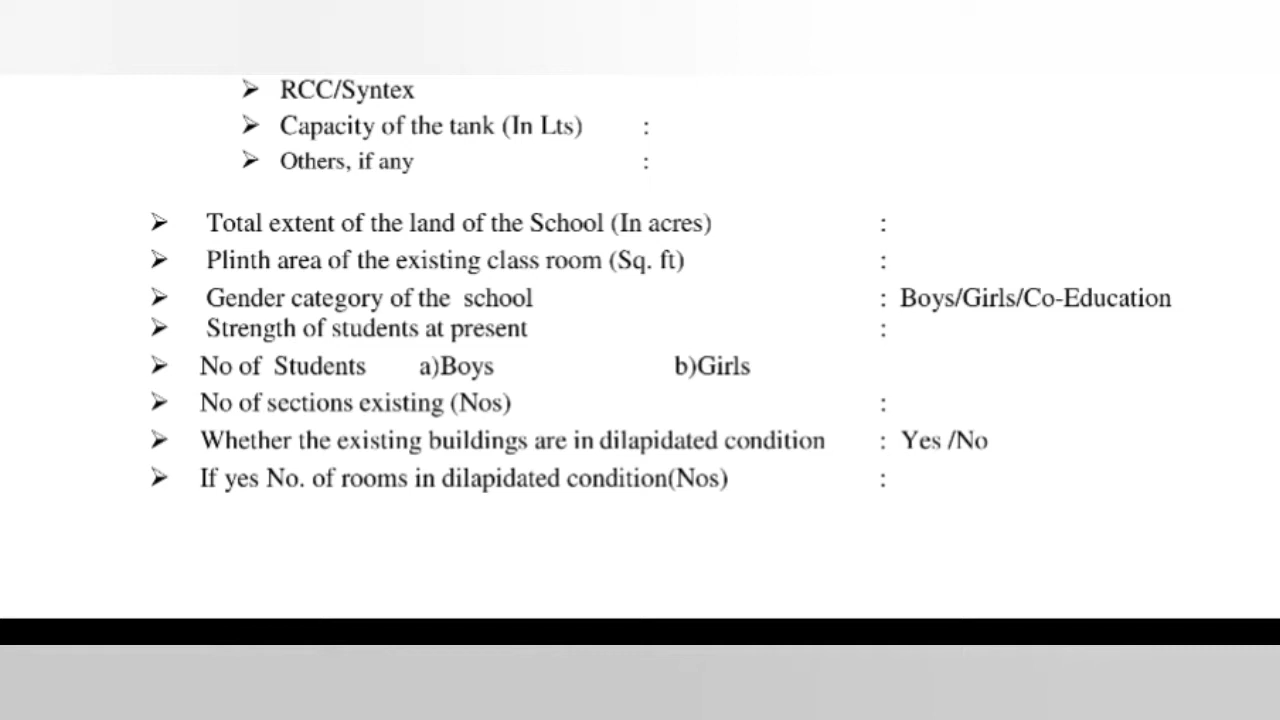 ➢ RCC/Syntex
➢ Capacity of the tank (In Lts) :
➢ Others, if any :
➢ Total extent of the land of the School (In acres) :
➢ Plinth area of the existing class room (Sq. ft) :
➢ Gender category of the school : Boys/Girls/Co-Education
➢ Strength of students at present :
➢ No of Students a)Boys b)Girls
➢ No of sections existing (Nos) :
➢ Whether the existing buildings are in dilapidated condition : Yes /No
➢ If yes No. of rooms in dilapidated condition(Nos) :